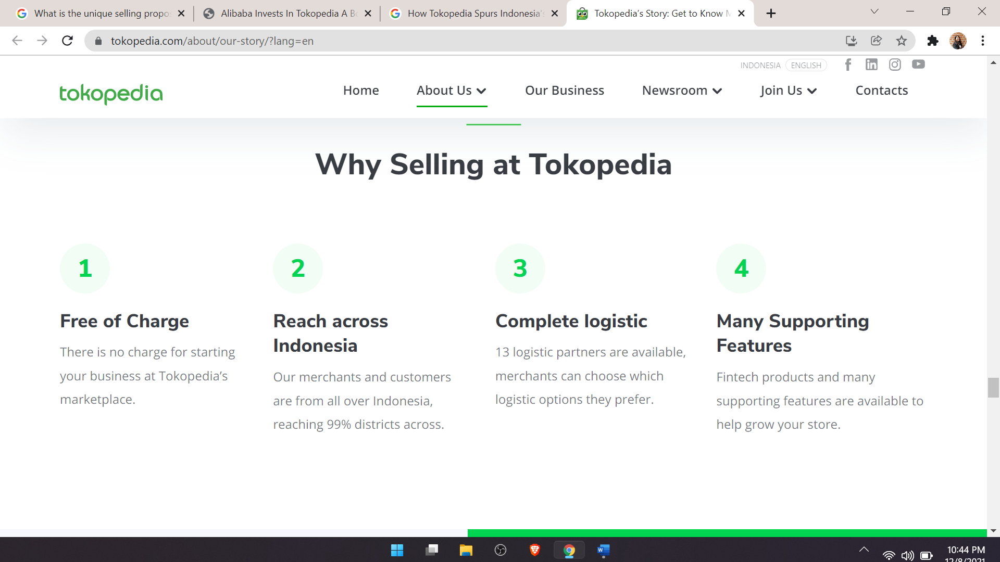 What is the unique selling propo
Alibaba Invests In Tokopedia A B
How Tokopedia Spurs Indonesia's
Tokopedia's Story: Get to Know M
tokopedia.com/about/our-story/?lang=en
INDONESIA ENGLISH
tokopedia
Home
About Us
Our Business
Newsroom
Join Us
Contacts
Why Selling at Tokopedia
1
Free of Charge
There is no charge for starting
your business at Tokopedia’s
marketplace.
2
Reach across
Indonesia
Our merchants and customers
are from all over Indonesia,
reaching 99% districts across.
3
Complete logistic
13 logistic partners are available,
merchants can choose which
logistic options they prefer.
4
Many Supporting
Features
Fintech products and many
supporting features are available to
help grow your store.
10:44 PM
12/8/2021